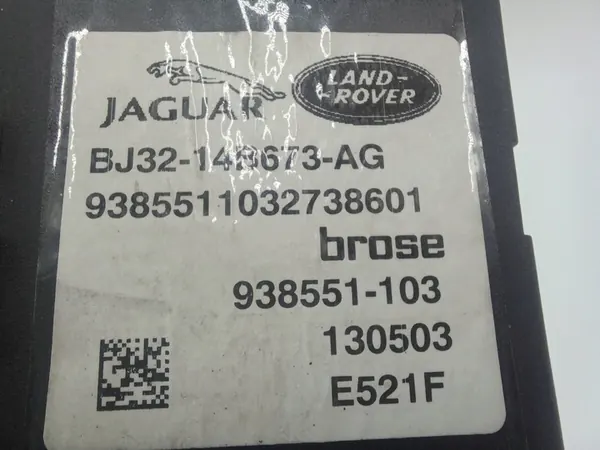 JAGUAR
LAND-
-ROVER
BJ32-14B673-AG
9385511032738601
brose
938551-103
130503
E521F